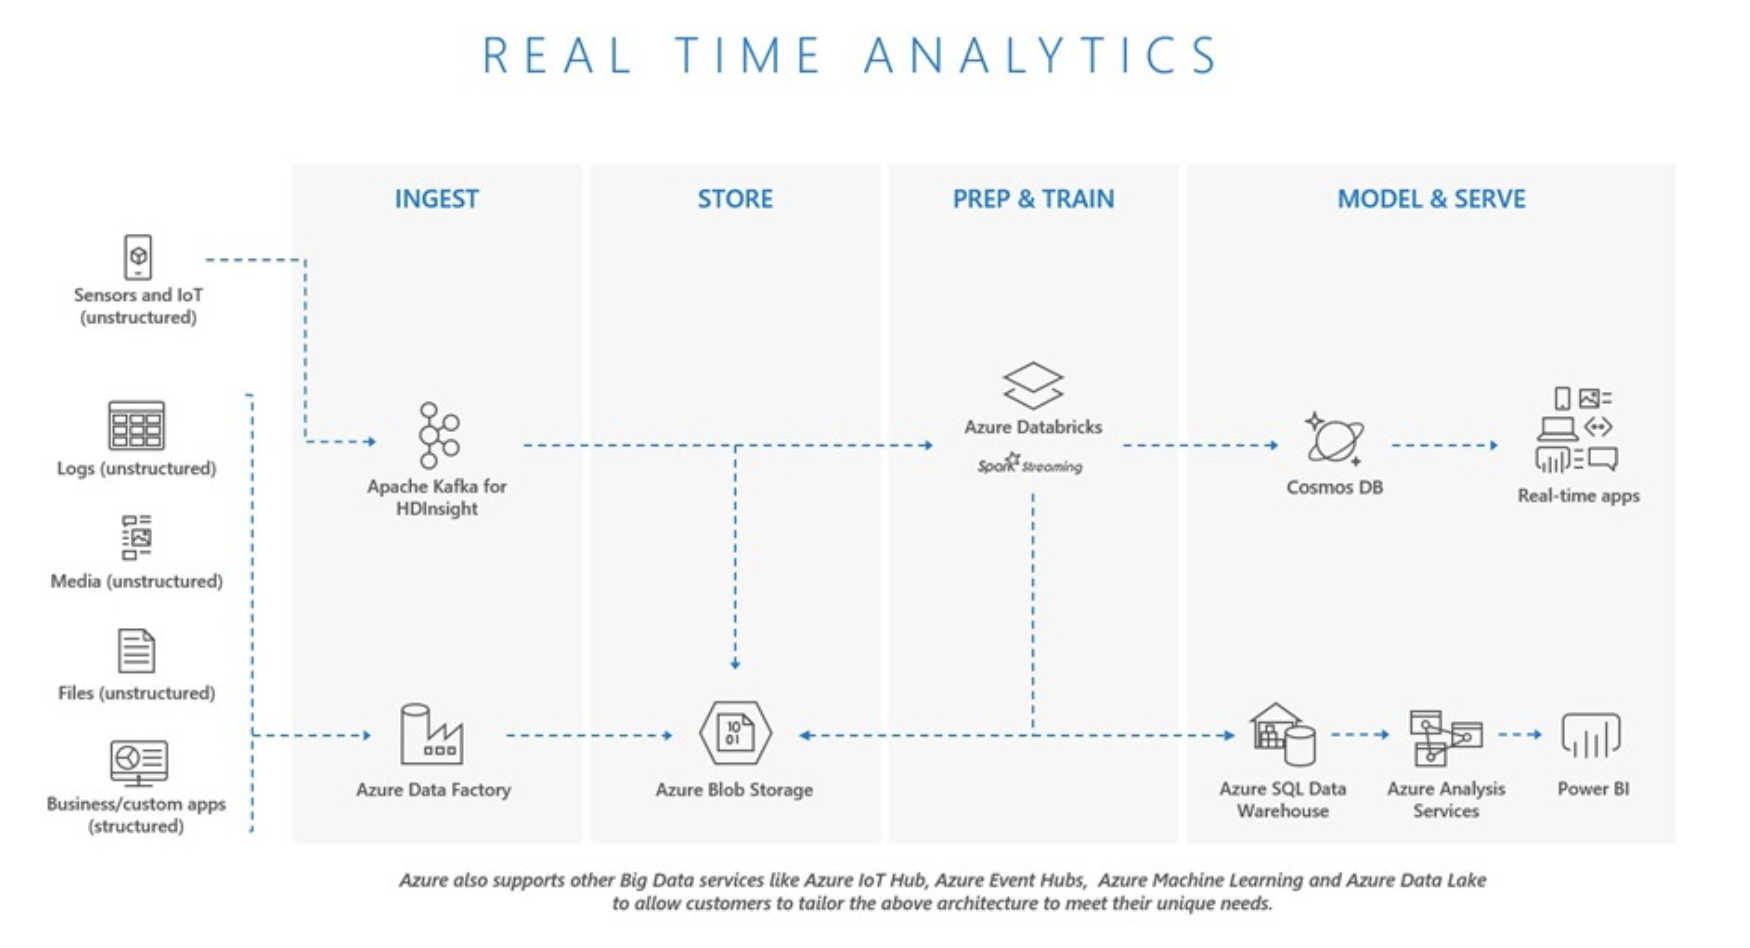 REAL TIME ANALYTICS
INGEST
STORE
PREP & TRAIN
MODEL & SERVE
Sensors and IoT
(unstructured)
Logs (unstructured)
Media (unstructured)
Files (unstructured)
Business/custom apps
(structured)
Apache Kafka for
HDInsight
Azure Databricks
Spark Streaming
Cosmos DB
Real-time apps
Azure Data Factory
10
01
Azure Blob Storage
Azure SQL Data
Warehouse
Azure Analysis
Services
Power BI
Azure also supports other Big Data services like Azure IoT Hub, Azure Event Hubs, Azure Machine Learning and Azure Data Lake
to allow customers to tailor the above architecture to meet their unique needs.